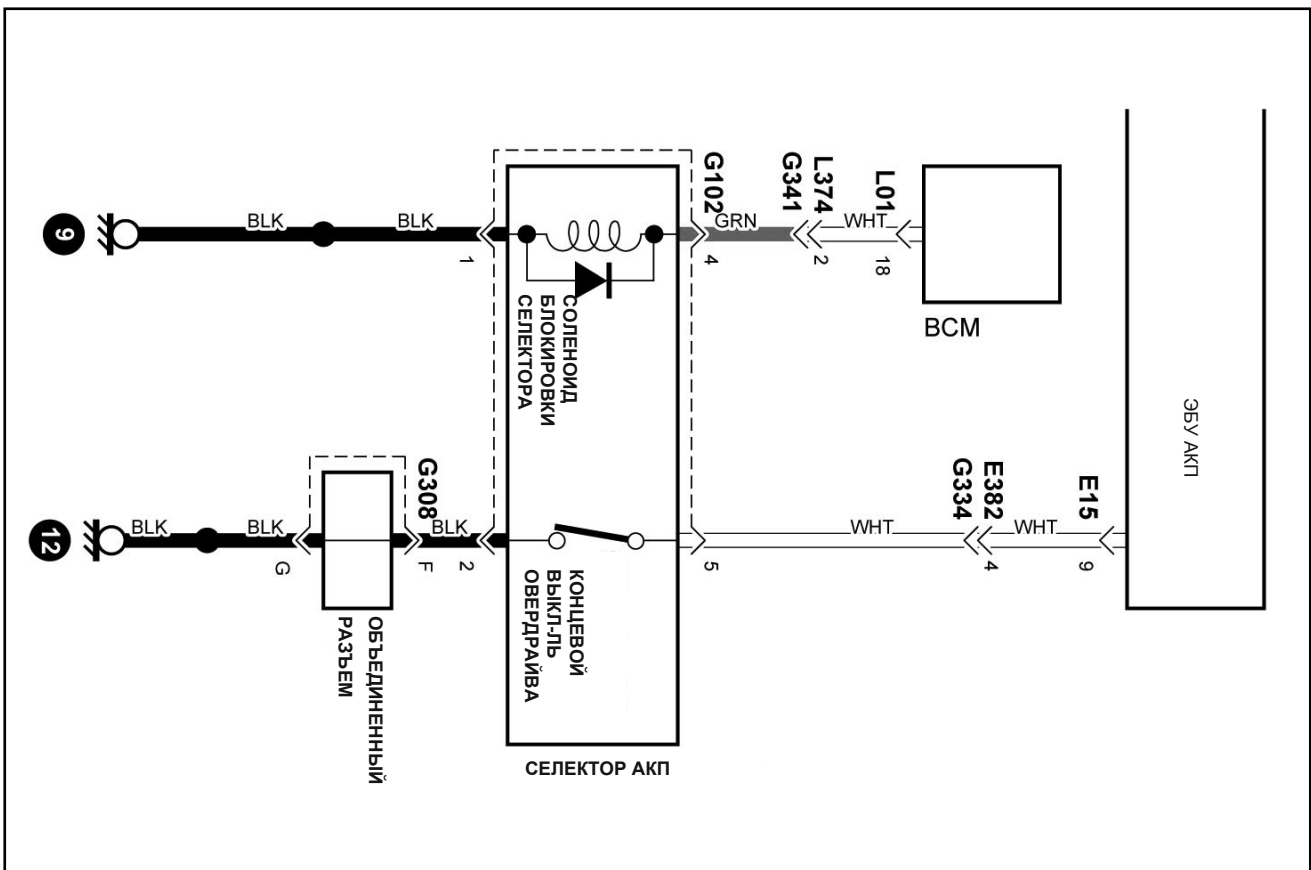 G102
L374
G341
L01
BLK
BLK
GRN
WHT
9
1
4
2
18
BCM
СОЛЕНОИД
БЛОКИРОВКИ
СЕЛЕКТОРА
ЭБУ АКП
G308
E382
G334
E15
BLK
BLK
BLK
WHT
WHT
12
G
F
2
5
4
9
КОНЦЕВОЙ
ВЫКЛ-ЛЬ
ОВЕРДРАЙВА
ОБЪЕДИНЕННЫЙ
РАЗЪЕМ
СЕЛЕКТОР АКП